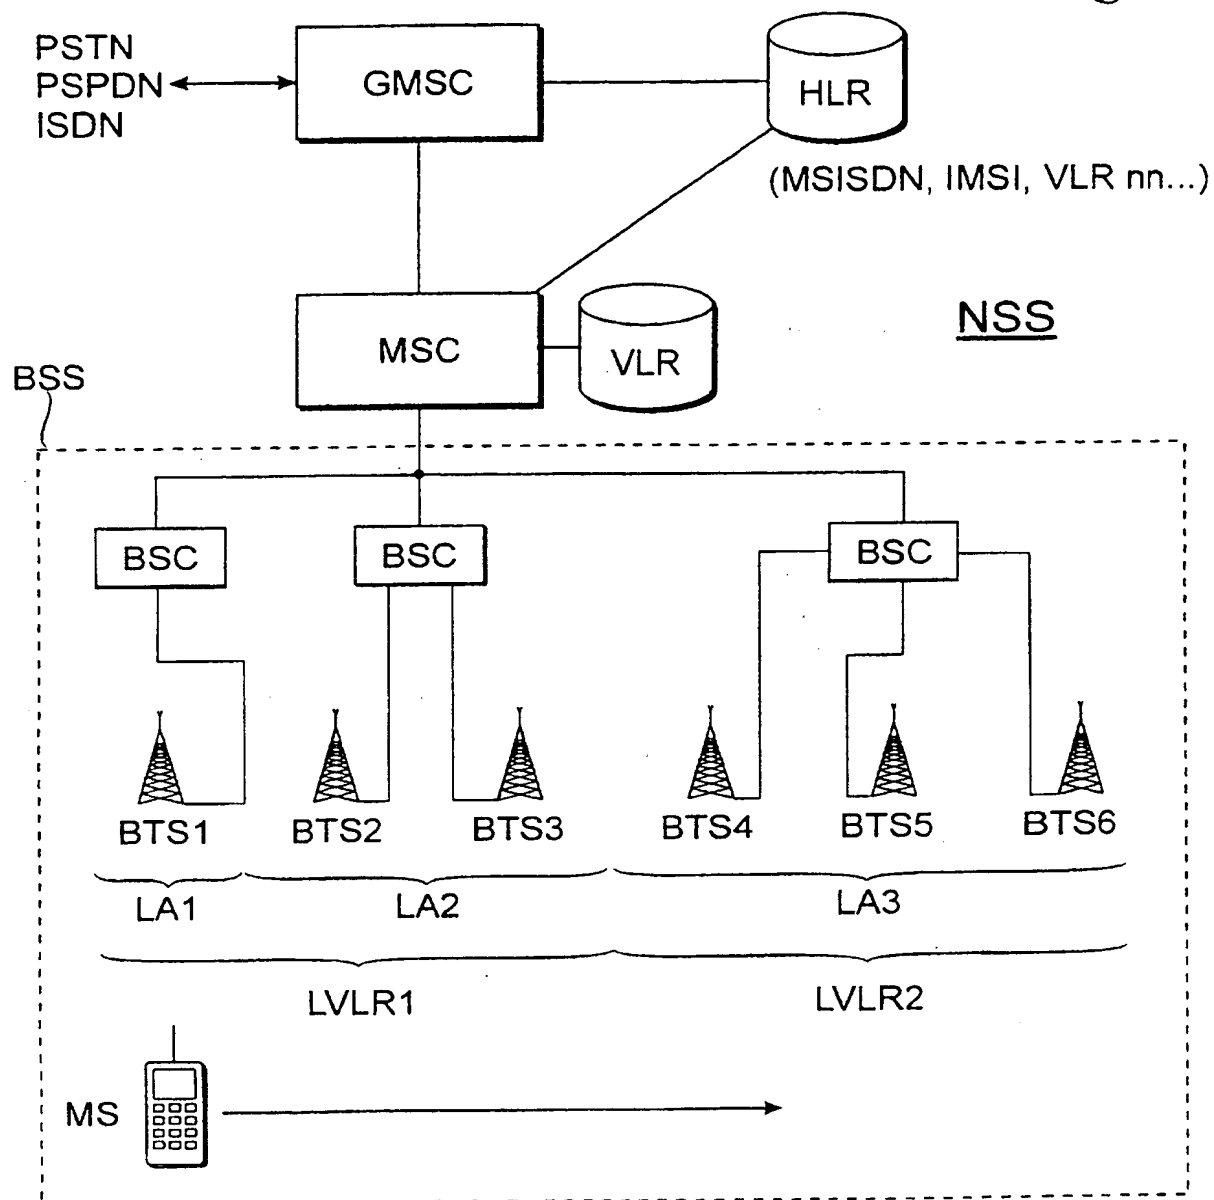 PSTN
PSPDN
ISDN
GMSC
HLR
(MSISDN, IMSI, VLR nn...)
MSC
VLR
NSS
BSS
BSC
BSC
BSC
BTS1
BTS2
BTS3
BTS4
BTS5
BTS6
LA1
LA2
LA3
LVLR1
LVLR2
MS